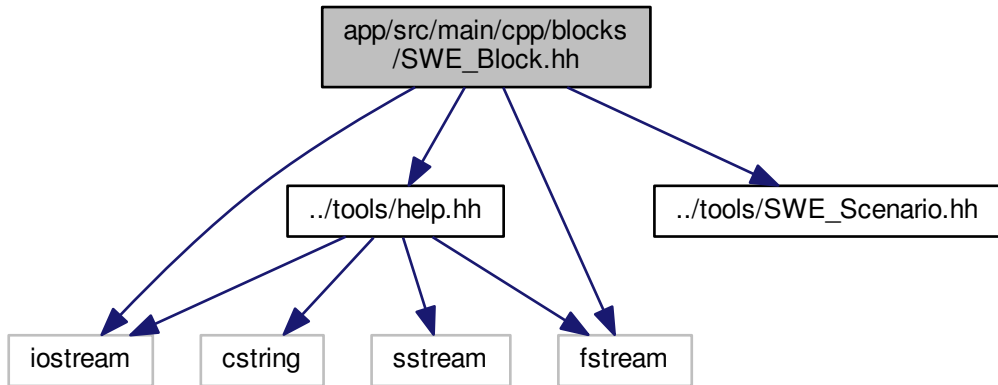 app/src/main/cpp/blocks
/SWE_Block.hh
../tools/help.hh
../tools/SWE_Scenario.hh
iostream
cstring
sstream
fstream